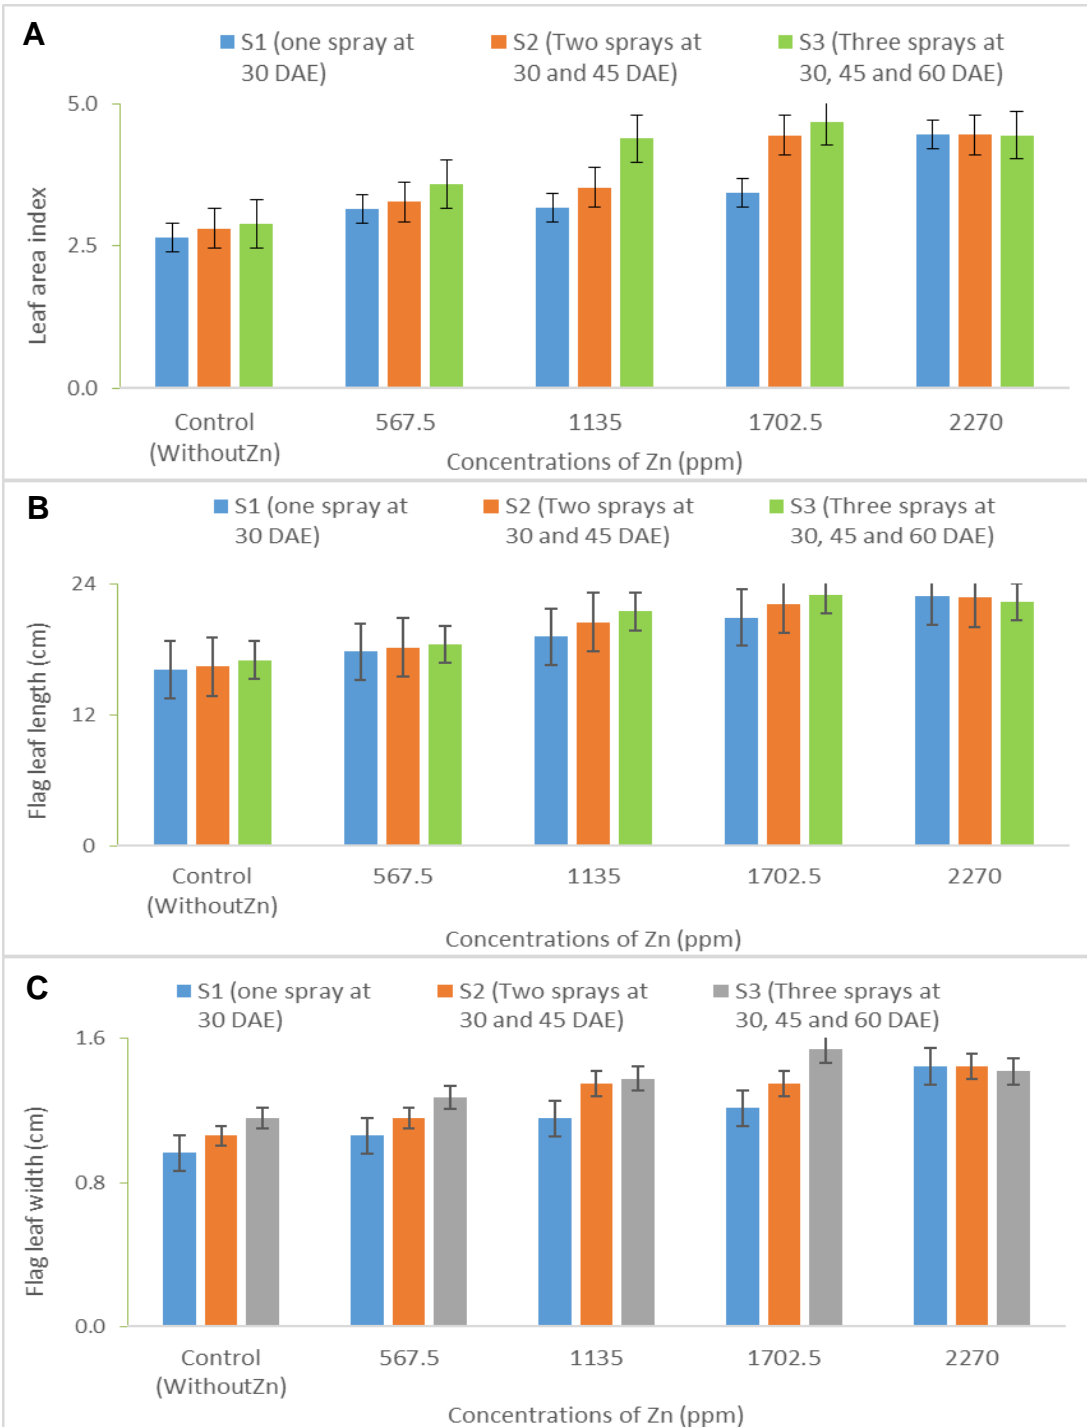 A
S1 (one spray at
30 DAE)
S2 (Two sprays at
30 and 45 DAE)
S3 (Three sprays at
30, 45 and 60 DAE)
5.0
2.5
0.0
Leaf area index
Control
(WithoutZn)
567.5
1135
1702.5
2270
Concentrations of Zn (ppm)
B
S1 (one spray at
30 DAE)
S2 (Two sprays at
30 and 45 DAE)
S3 (Three sprays at
30, 45 and 60 DAE)
24
12
0
Flag leaf length (cm)
Control
(WithoutZn)
567.5
1135
1702.5
2270
Concentrations of Zn (ppm)
C
S1 (one spray at
30 DAE)
S2 (Two sprays at
30 and 45 DAE)
S3 (Three sprays at
30, 45 and 60 DAE)
1.6
0.8
0.0
Flag leaf width (cm)
Control
(WithoutZn)
567.5
1135
1702.5
2270
Concentrations of Zn (ppm)